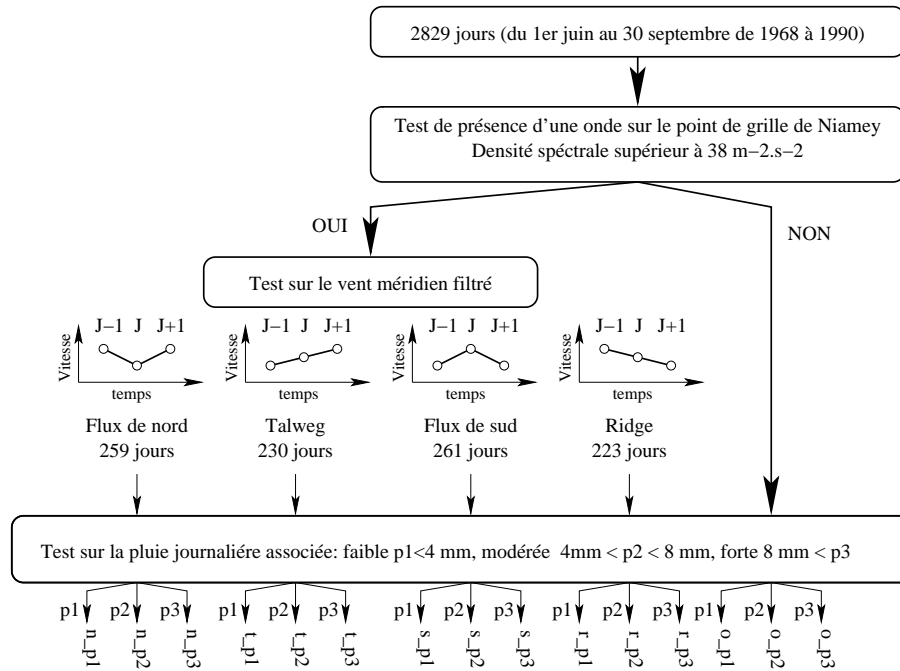 2829 jours (du 1er juin au 30 septembre de 1968 à 1990)
Test de présence d'une onde sur le point de grille de Niamey
Densité spéctrale supérieur à 38 m−2.s−2
OUI
NON
Test sur le vent méridien filtré
J−1 J J+1
Vitesse
temps
Flux de nord
259 jours
J−1 J J+1
Vitesse
temps
Talweg
230 jours
J−1 J J+1
Vitesse
temps
Flux de sud
261 jours
J−1 J J+1
Vitesse
temps
Ridge
223 jours
Test sur la pluie journaliére associée: faible p1<4 mm, modérée 4mm < p2 < 8 mm, forte 8 mm < p3
p1 p2 p3 p1 p2 p3 p1 p2 p3 p1 p2 p3 p1 p2 p3
n_p1 n_p2 n_p3 t_p1 t_p2 t_p3 s_p1 s_p2 s_p3 r_p1 r_p2 r_p3 o_p1 o_p2 o_p3